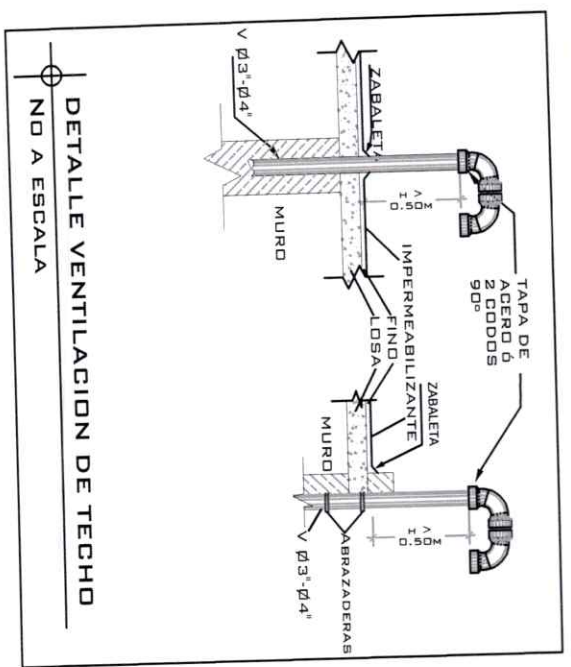 TAPA DE
ACERO Ó
2 CODOS
90º
H >
0.50M
H >
0.50M
ZABALETA
IMPERMEABILIZANTE
ZABALETA
FINO
LOSA
V Ø3"-Ø4"
MURO
MURO
ABRAZADERAS
V Ø3"-Ø4"
DETALLE VENTILACION DE TECHO
NO A ESCALA